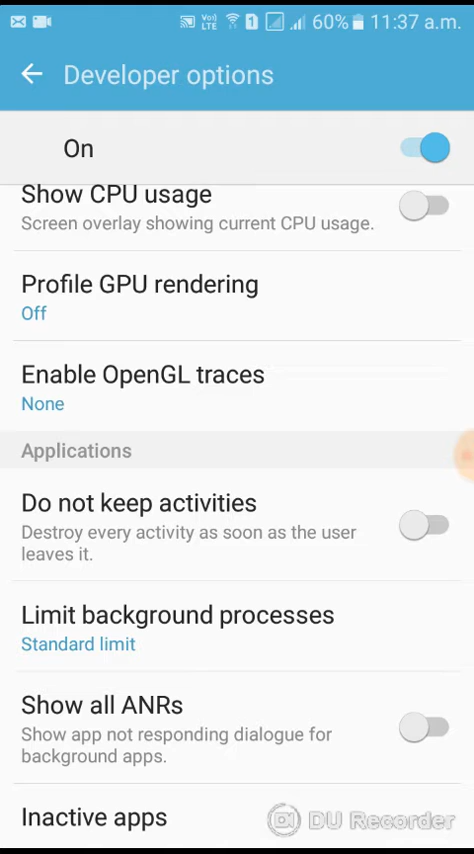 Vo))
LTE
1
60%
11:37 a.m.
Developer options
On
Show CPU usage
Screen overlay showing current CPU usage.
Profile GPU rendering
Off
Enable OpenGL traces
None
Applications
Do not keep activities
Destroy every activity as soon as the user
leaves it.
Limit background processes
Standard limit
Show all ANRs
Show app not responding dialogue for
background apps.
Inactive apps
DU Recorder